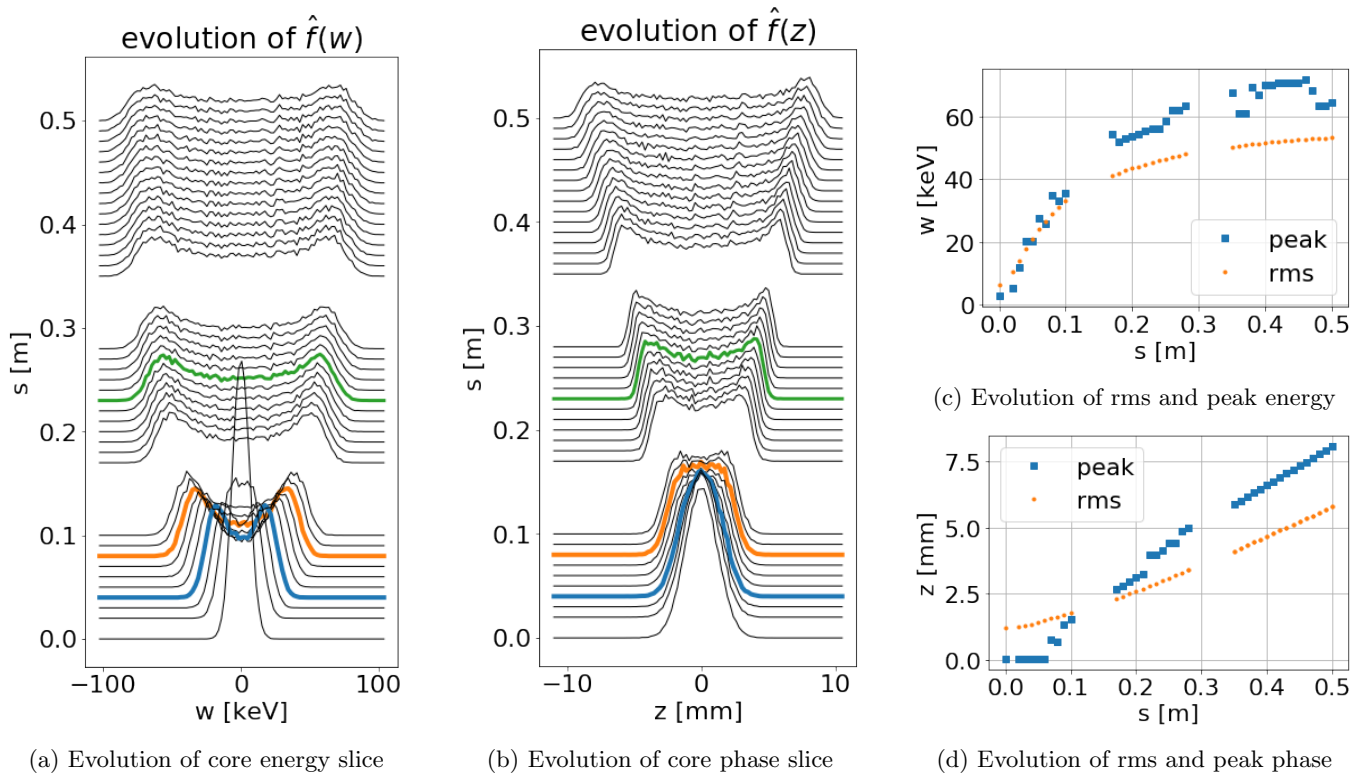 evolution of f̂(w)
0.5
0.4
0.3
0.2
0.1
0.0
s [m]
−100 0 100
w [keV]
(a) Evolution of core energy slice
evolution of f̂(z)
0.5
0.4
0.3
0.2
0.1
0.0
s [m]
−10 0 10
z [mm]
(b) Evolution of core phase slice
60
40
20
0
w [keV]
peak
rms
0.0 0.1 0.2 0.3 0.4 0.5
s [m]
(c) Evolution of rms and peak energy
7.5
5.0
2.5
0.0
z [mm]
peak
rms
0.0 0.1 0.2 0.3 0.4 0.5
s [m]
(d) Evolution of rms and peak phase